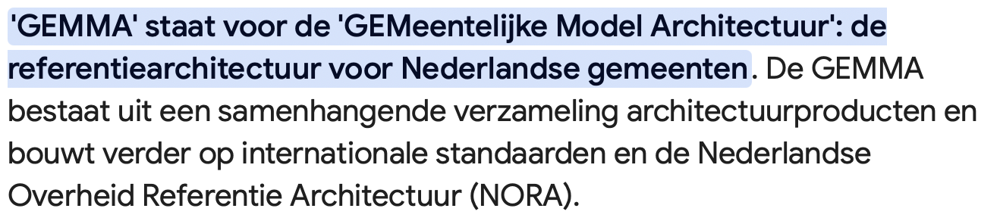 'GEMMA' staat voor de 'GEMeentelijke Model Architectuur': de
referentiearchitectuur voor Nederlandse gemeenten. De GEMMA
bestaat uit een samenhangende verzameling architectuurproducten en
bouwt verder op internationale standaarden en de Nederlandse
Overheid Referentie Architectuur (NORA).